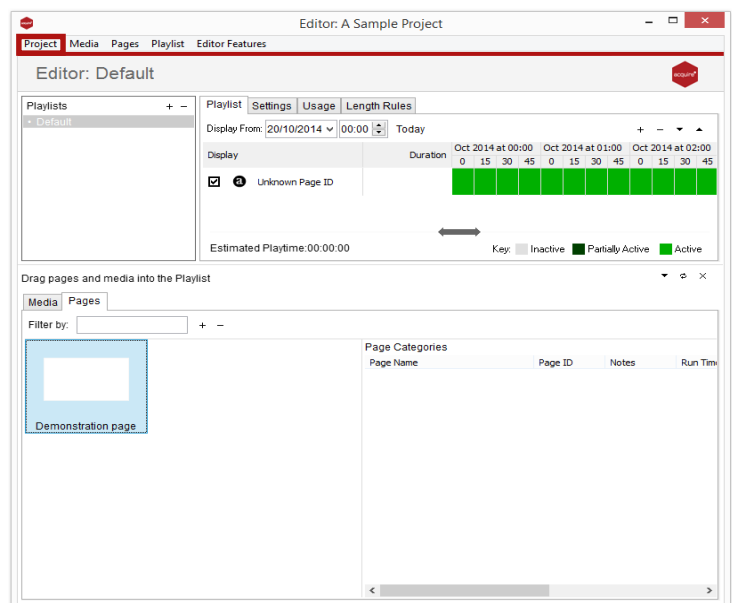 Editor: A Sample Project
Project Media Pages Playlist Editor Features
Editor: Default
acquire
Playlists + −
• Default
Playlist Settings Usage Length Rules
Display From: 20/10/2014 00:00 Today + −
Display Duration Oct 2014 at 00:00 Oct 2014 at 01:00 Oct 2014 at 02:00
0 15 30 45 0 15 30 45 0 15 30 45
a Unknown Page ID
Estimated Playtime:00:00:00 Key: Inactive Partially Active Active
Drag pages and media into the Playlist
Media Pages
Filter by: + −
Page Categories
Page Name Page ID Notes Run Time
Demonstration page